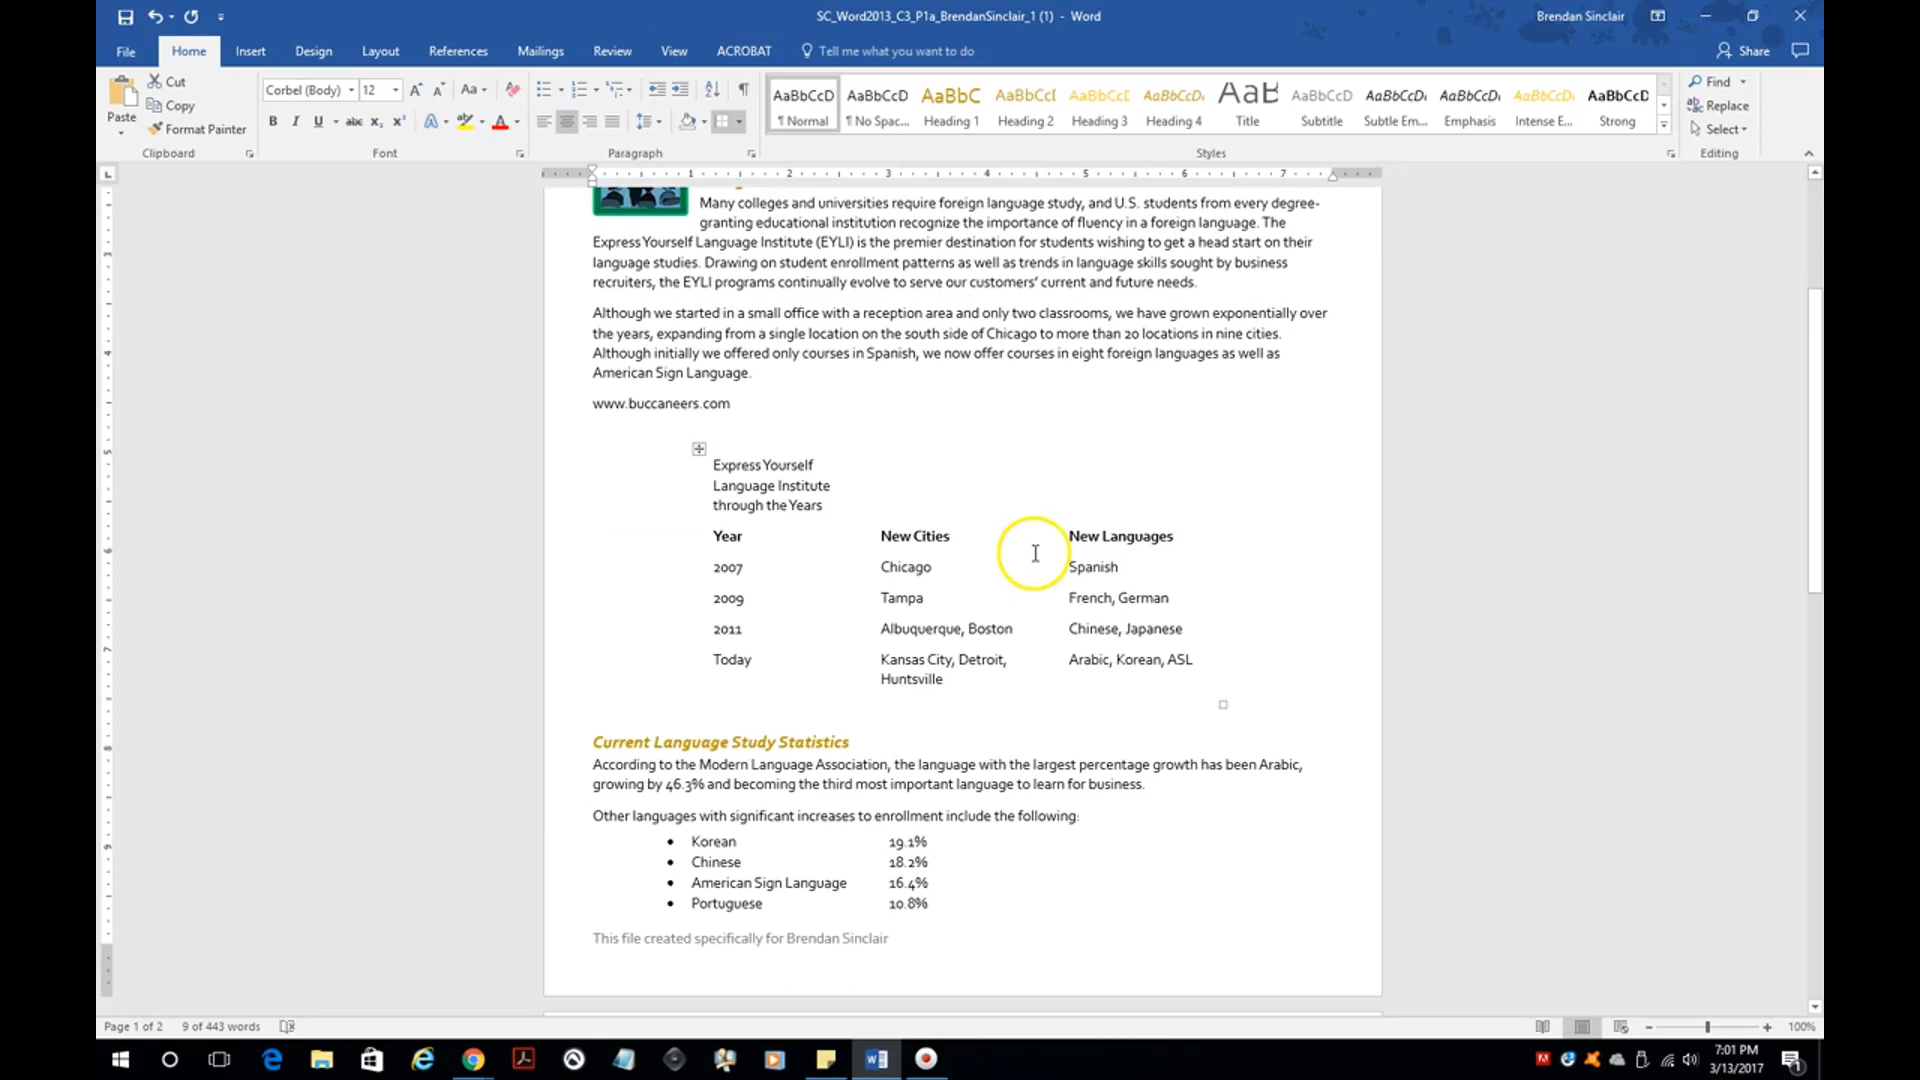 SC_Word2013_C3_P1a_BrendanSinclair_1 (1) - Word
Brendan Sinclair
File Home Insert Design Layout References Mailings Review View ACROBAT Tell me what you want to do
Share
Paste
Cut
Copy
Format Painter
Clipboard
Corbel (Body) 12
Font
Paragraph
AaBbCcD AaBbCcD AaBbC AaBbCcI AaBbCcD AaBbCcDi AaB AaBbCcD AaBbCcDi AaBbCcDi AaBbCcD AaBbCcD
¶ Normal ¶ No Spac... Heading 1 Heading 2 Heading 3 Heading 4 Title Subtitle Subtle Em... Emphasis Intense E... Strong
Styles
Find
Replace
Select
Editing
1 2 3 4 5 6 7
Many colleges and universities require foreign language study, and U.S. students from every degree-
granting educational institution recognize the importance of fluency in a foreign language. The
Express Yourself Language Institute (EYLI) is the premier destination for students wishing to get a head start on their
language studies. Drawing on student enrollment patterns as well as trends in language skills sought by business
recruiters, the EYLI programs continually evolve to serve our customers' current and future needs.
Although we started in a small office with a reception area and only two classrooms, we have grown exponentially over
the years, expanding from a single location on the south side of Chicago to more than 20 locations in nine cities.
Although initially we offered only courses in Spanish, we now offer courses in eight foreign languages as well as
American Sign Language.
www.buccaneers.com
Express Yourself
Language Institute
through the Years
Year New Cities New Languages
2007 Chicago Spanish
2009 Tampa French, German
2011 Albuquerque, Boston Chinese, Japanese
Today Kansas City, Detroit, Arabic, Korean, ASL
Huntsville
Current Language Study Statistics
According to the Modern Language Association, the language with the largest percentage growth has been Arabic,
growing by 46.3% and becoming the third most important language to learn for business.
Other languages with significant increases to enrollment include the following:
• Korean 19.1%
• Chinese 18.2%
• American Sign Language 16.4%
• Portuguese 10.8%
This file created specifically for Brendan Sinclair
Page 1 of 2 9 of 443 words
100%
7:01 PM
3/13/2017